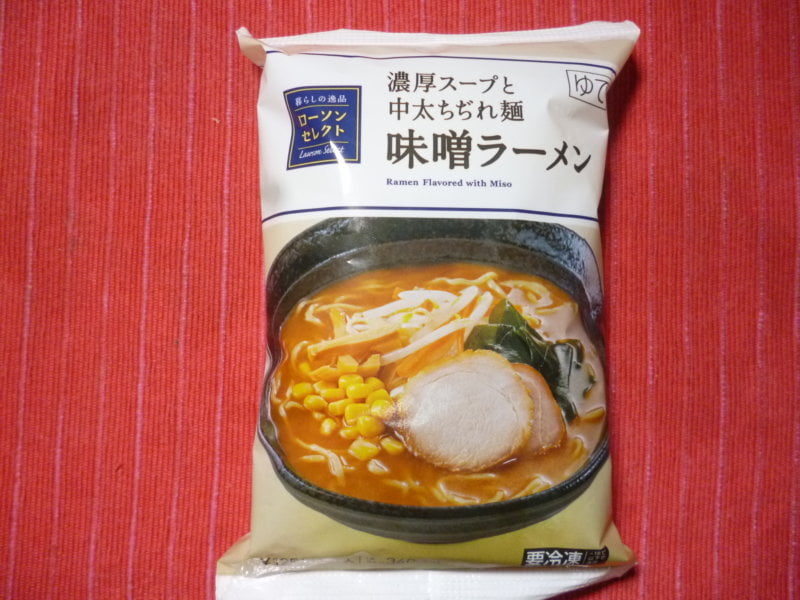 暮らしの逸品
ローソン
セレクト
Lawson Select
濃厚スープと
中太ちぢれ麺
味噌ラーメン
Ramen Flavored with Miso
ゆで
要冷凍